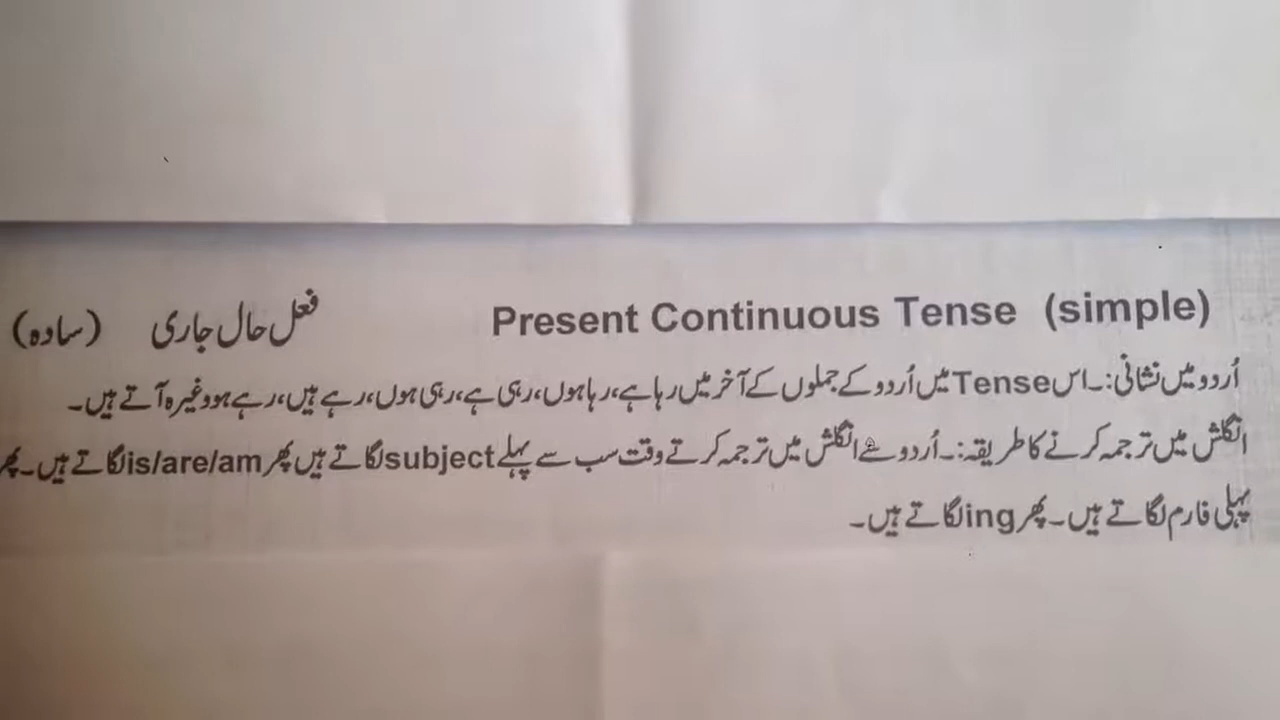 Present Continuous Tense (simple) فعل حال جاری (سادہ)
اُردو میں نشانی:۔ اس Tense میں اُردو کے جملوں کے آخر میں رہا ہے، رہا ہوں، رہی ہے، رہی ہوں، رہے ہیں، رہے ہو وغیرہ آتے ہیں۔
انگلش میں ترجمہ کرنے کا طریقہ:۔ اُردو سے انگلش میں ترجمہ کرتے وقت سب سے پہلے subject لگاتے ہیں پھر is/are/am لگاتے ہیں۔ پھر
پہلی فارم لگاتے ہیں۔ پھر ing لگاتے ہیں۔